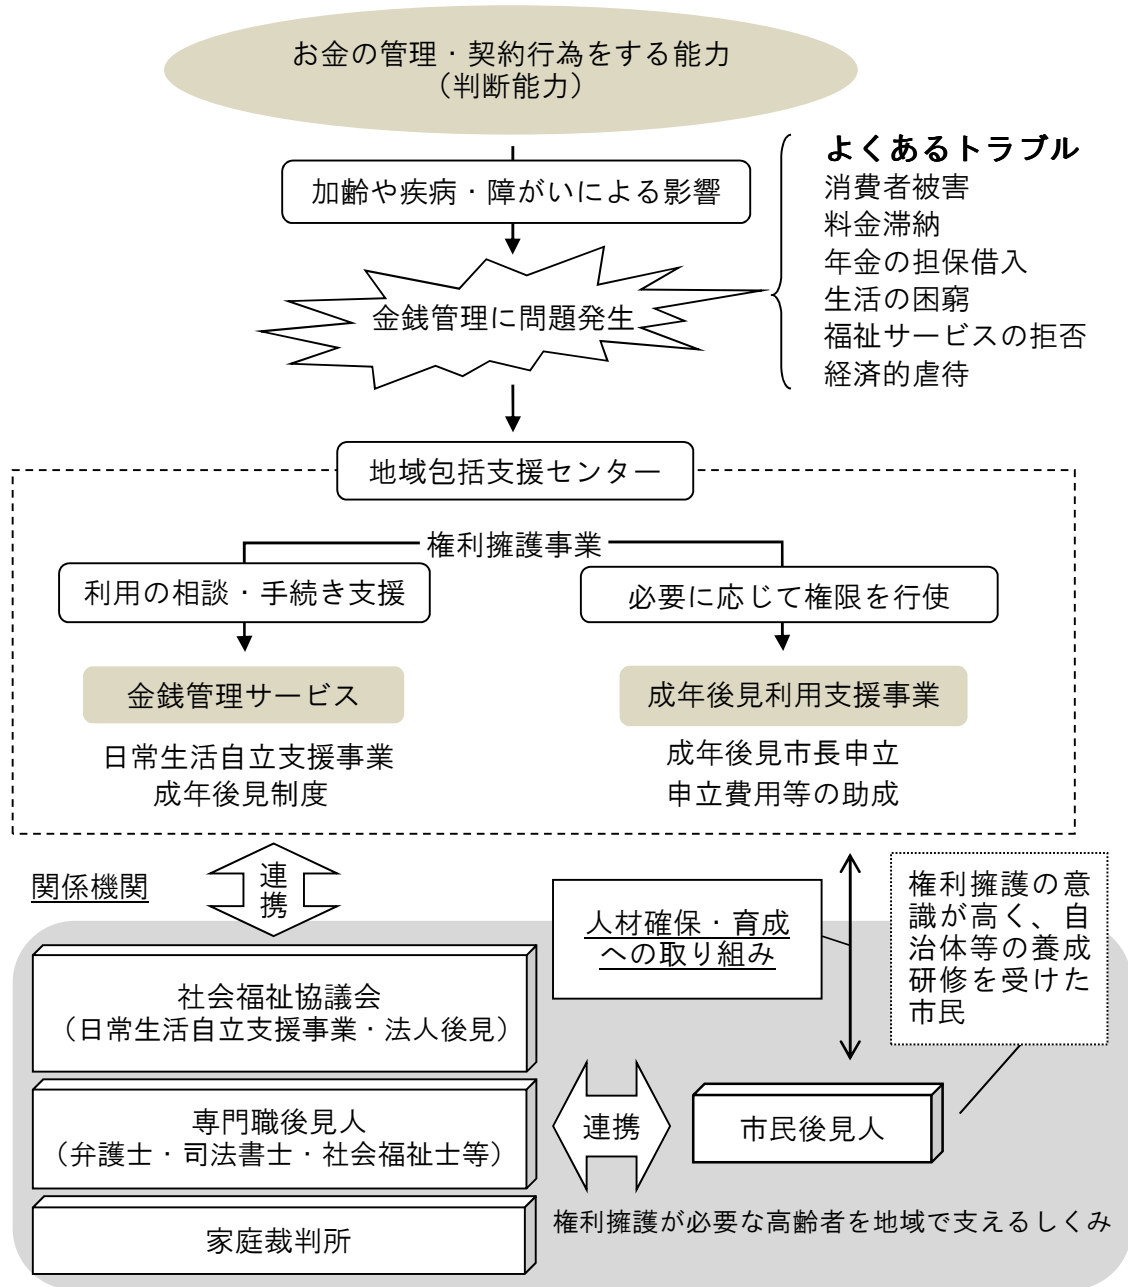 お金の管理・契約行為をする能力
（判断能力）
加齢や疾病・障がいによる影響
金銭管理に問題発生
よくあるトラブル
消費者被害
料金滞納
年金の担保借入
生活の困窮
福祉サービスの拒否
経済的虐待
地域包括支援センター
権利擁護事業
利用の相談・手続き支援
必要に応じて権限を行使
金銭管理サービス
成年後見利用支援事業
日常生活自立支援事業
成年後見制度
成年後見市長申立
申立費用等の助成
関係機関
連
携
人材確保・育成
への取り組み
権利擁護の意
識が高く、自
治体等の養成
研修を受けた
市民
社会福祉協議会
（日常生活自立支援事業・法人後見）
専門職後見人
（弁護士・司法書士・社会福祉士等）
連携
市民後見人
家庭裁判所
権利擁護が必要な高齢者を地域で支えるしくみ